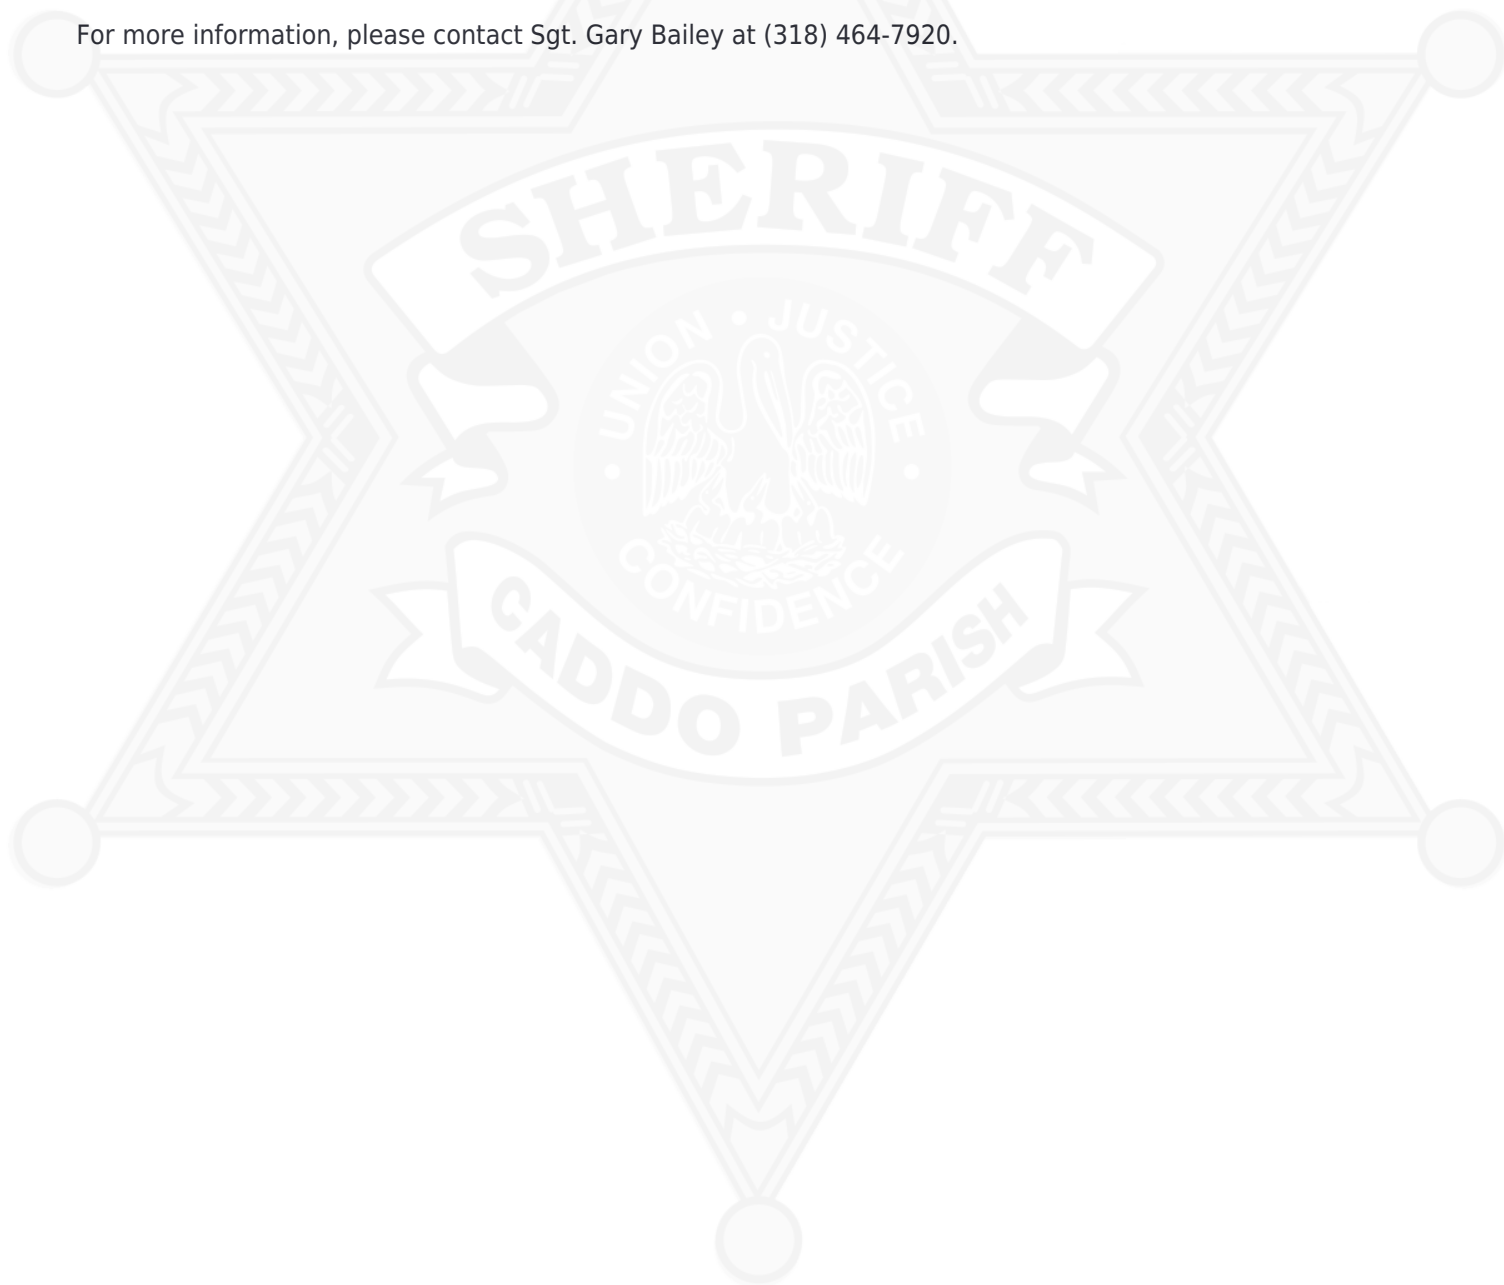 For more information, please contact Sgt. Gary Bailey at (318) 464-7920.
SHERIFF
UNION • JUSTICE
• CONFIDENCE •
CADDO PARISH